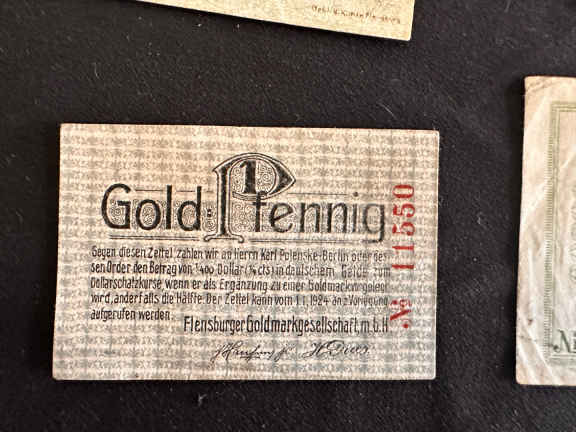 1
Gold=Pfennig
Gegen diesen Zettel zahlen wir an Herrn Karl Polenske-Berlin oder des
sen Order den Betrag von 1/400 Dollar (1/4 cts) in deutschem Gelde zum
Dollarschatzkurse, wenn er als Ergänzung zu einer Goldmark vorgelegt
wird, andernfalls die Hälfte. Der Zettel kann vom 1.1.1924 an z. Vorlegung
aufgerufen werden.
Flensburger Goldmarkgesellschaft m.b.H
№ 11550
Ni